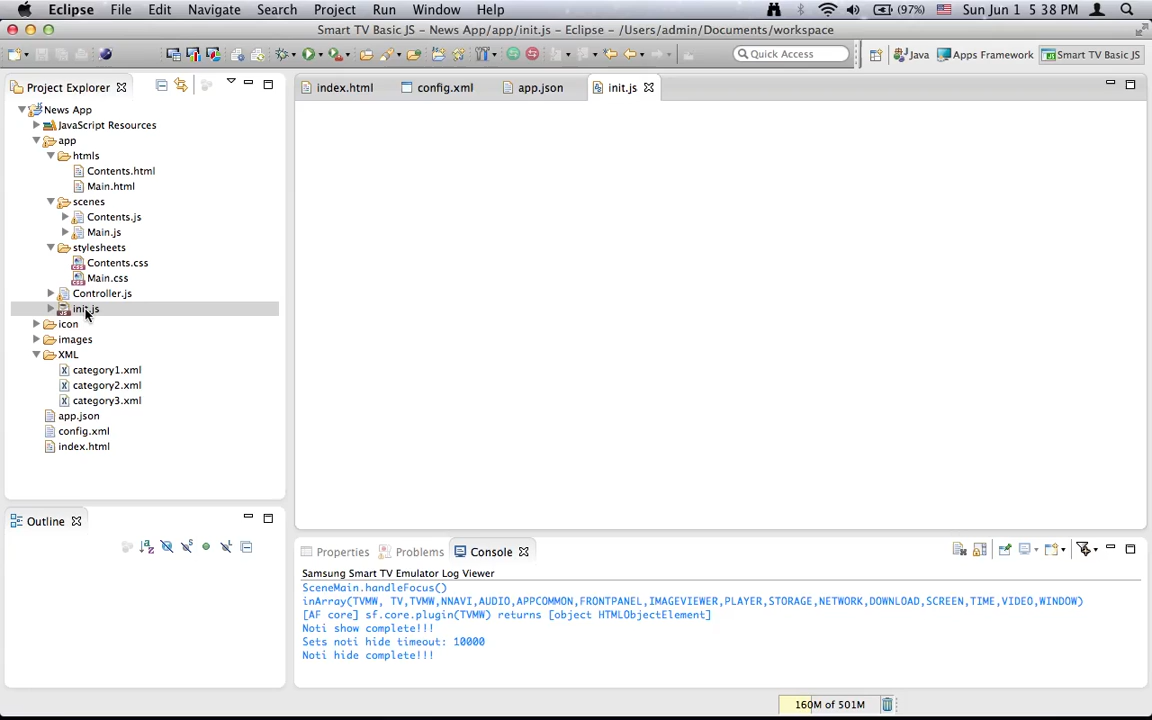 Eclipse File Edit Navigate Search Project Run Window Help (97%) Sun Jun 1 5:38 PM
Smart TV Basic JS – News App/app/init.js – Eclipse – /Users/admin/Documents/workspace
Quick Access Java Apps Framework Smart TV Basic JS
Project Explorer
index.html config.xml app.json init.js
News App
JavaScript Resources
app
htmls
Contents.html
Main.html
scenes
Contents.js
Main.js
stylesheets
Contents.css
Main.css
Controller.js
init.js
icon
images
XML
category1.xml
category2.xml
category3.xml
app.json
config.xml
index.html
Outline
Properties Problems Console
Samsung Smart TV Emulator Log Viewer
SceneMain.handleFocus()
inArray(TVMW, TV,TVMW,NNAVI,AUDIO,APPCOMMON,FRONTPANEL,IMAGEVIEWER,PLAYER,STORAGE,NETWORK,DOWNLOAD,SCREEN,TIME,VIDEO,WINDOW)
[AF core] sf.core.plugin(TVMW) returns [object HTMLObjectElement]
Noti show complete!!!
Sets noti hide timeout: 10000
Noti hide complete!!!
160M of 501M